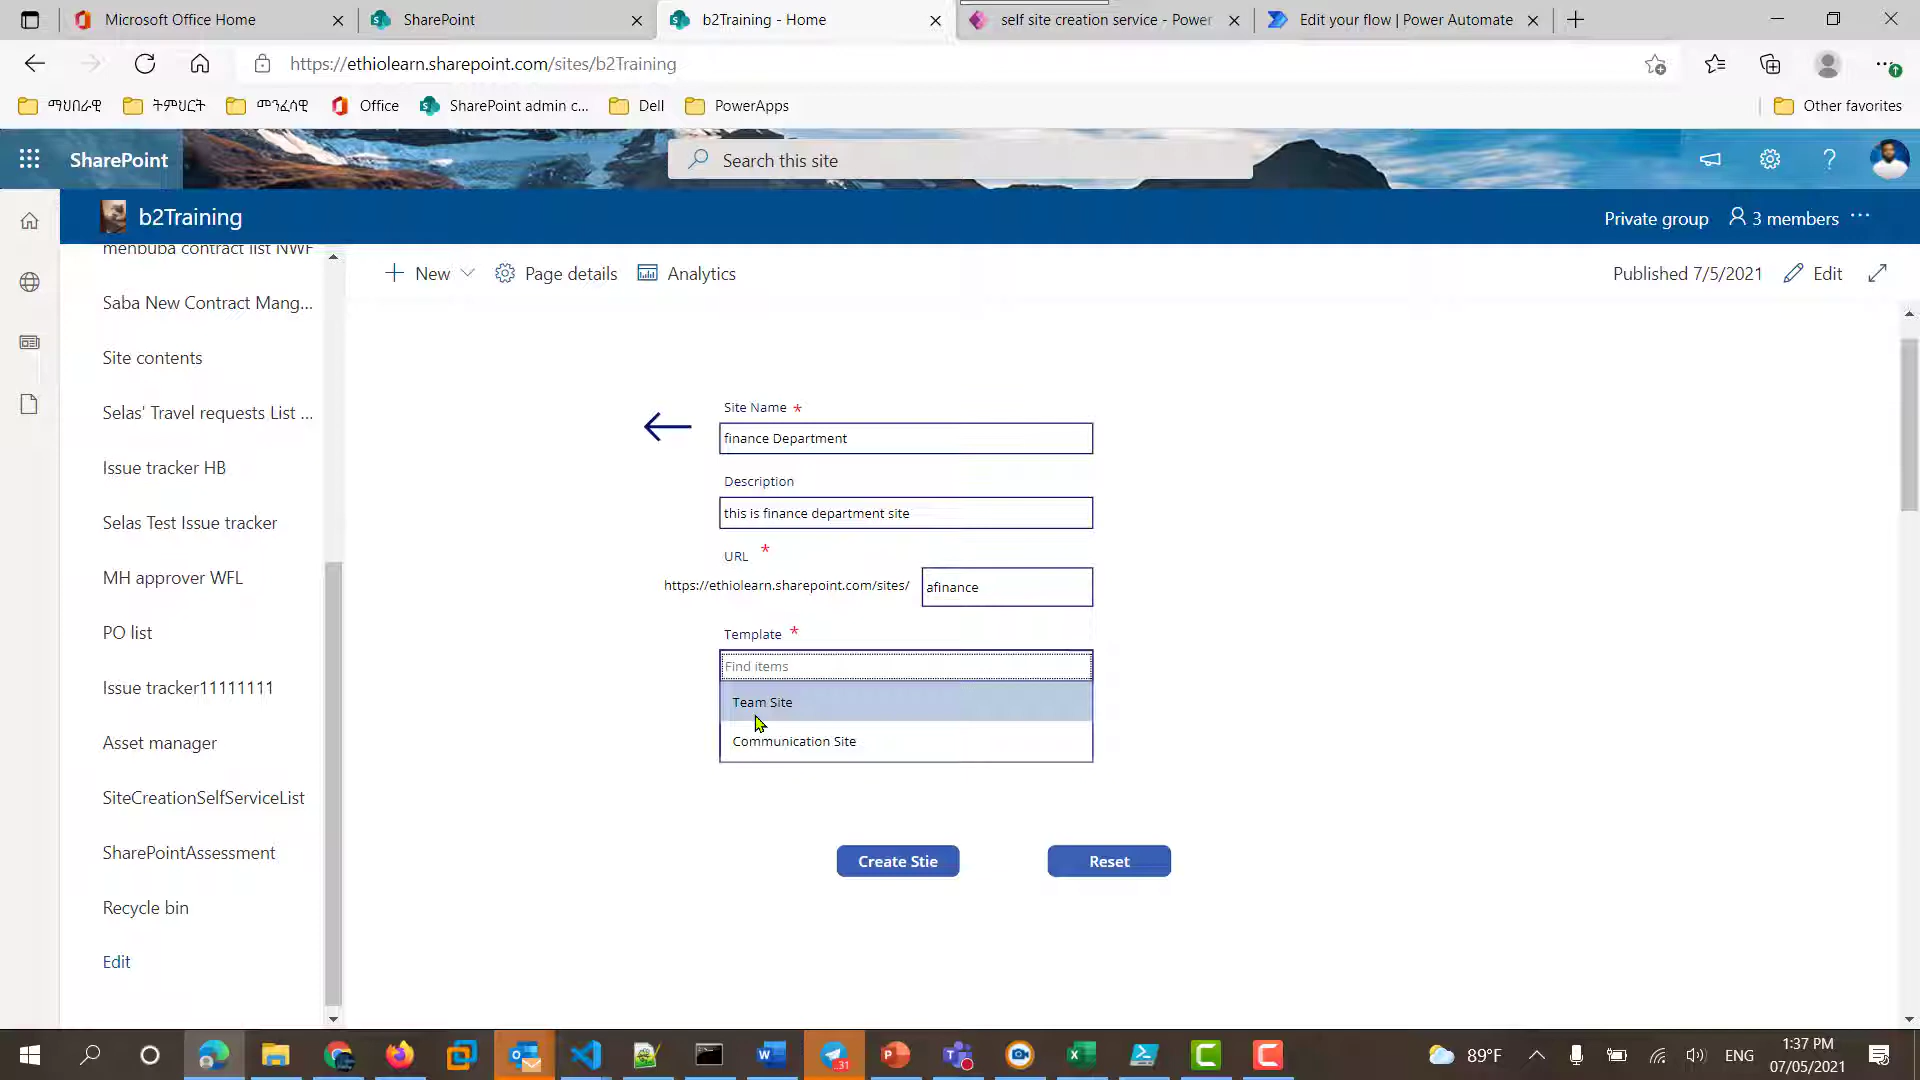 Microsoft Office Home
SharePoint
b2Training - Home
self site creation service - Power
Edit your flow | Power Automate
https://ethiolearn.sharepoint.com/sites/b2Training
ማህበራዊ
ትምህርት
መንፈሳዊ
Office
SharePoint admin c...
Dell
PowerApps
Other favorites
SharePoint
Search this site
b2Training
Private group
3 members
menbuba contract list NWF
Saba New Contract Mang...
Site contents
Selas' Travel requests List ...
Issue tracker HB
Selas Test Issue tracker
MH approver WFL
PO list
Issue tracker11111111
Asset manager
SiteCreationSelfServiceList
SharePointAssessment
Recycle bin
Edit
New
Page details
Analytics
Published 7/5/2021
Edit
Site Name *
finance Department
Description
this is finance department site
URL *
https://ethiolearn.sharepoint.com/sites/
afinance
Template *
Find items
Team Site
Communication Site
Create Stie
Reset
31
89°F
ENG
1:37 PM
07/05/2021